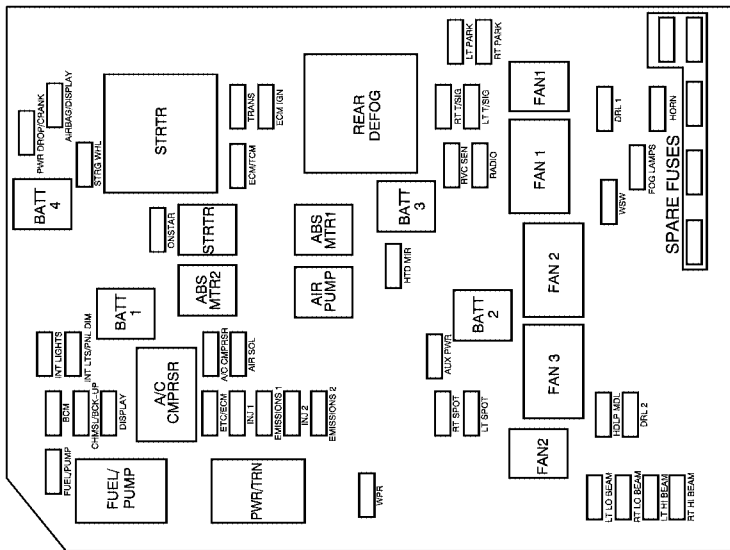 LT PARK
RT PARK
PWR DROP/CRANK
AIRBAG/DISPLAY
STRG WHL
STRTR
TRANS
ECM IGN
ECM/TCM
REAR
DEFOG
RT T/SIG
LT T/SIG
RVC SEN
RADIO
FAN1
FAN 1
DRL 1
HORN
FOG LAMPS
WSW
SPARE FUSES
BATT
4
ONSTAR
STRTR
ABS
MTR1
BATT
3
HTD MIR
ABS
MTR2
AIR
PUMP
BATT
1
BATT
2
FAN 2
INT LIGHTS
INT LTS/PNL DIM
A/C
CMPRSR
A/C CMPRSR
AIR SOL
AUX PWR
FAN 3
BCM
CHMSL/BCK-UP
DISPLAY
ETC/ECM
INJ 1
EMISSIONS 1
INJ 2
EMISSIONS 2
RT SPOT
LT SPOT
HDLP MDL
DRL 2
FUEL/PUMP
FUEL/
PUMP
PWR/TRN
WPR
FAN2
LT LO BEAM
RT LO BEAM
LT HI BEAM
RT HI BEAM